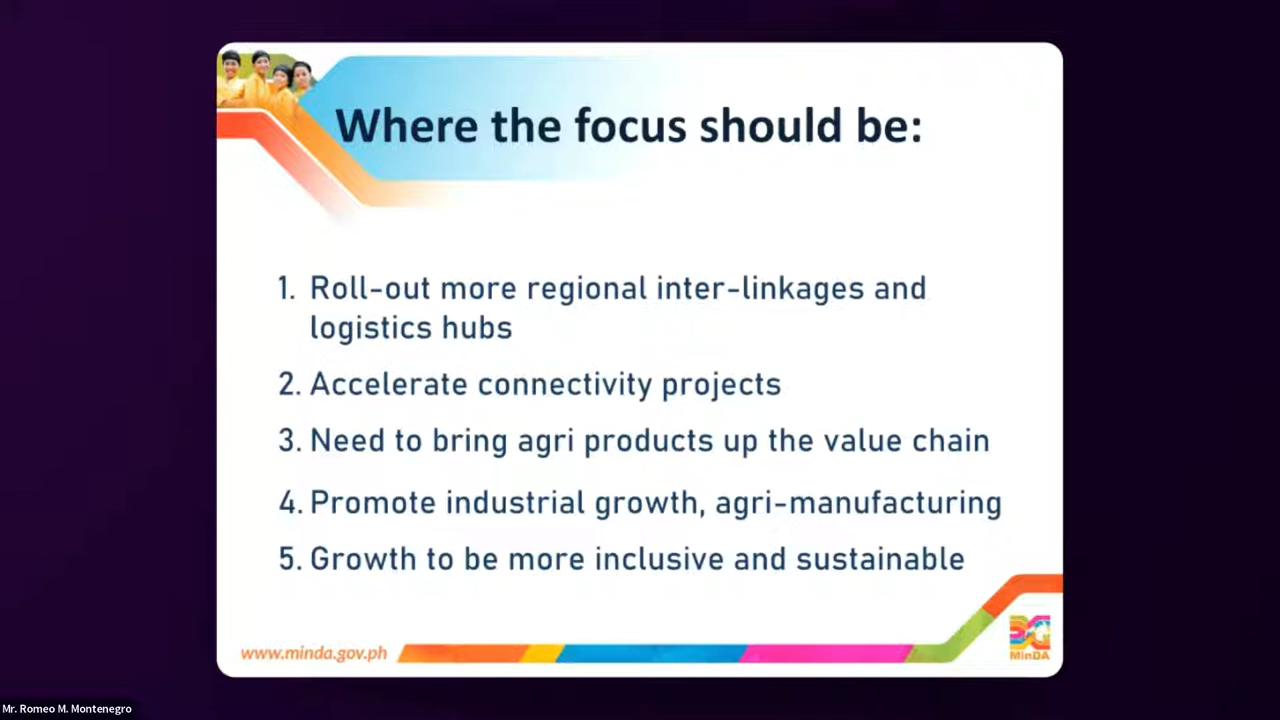 Where the focus should be:
1. Roll-out more regional inter-linkages and
logistics hubs
2. Accelerate connectivity projects
3. Need to bring agri products up the value chain
4. Promote industrial growth, agri-manufacturing
5. Growth to be more inclusive and sustainable
www.minda.gov.ph
MinDA
Mr. Romeo M. Montenegro